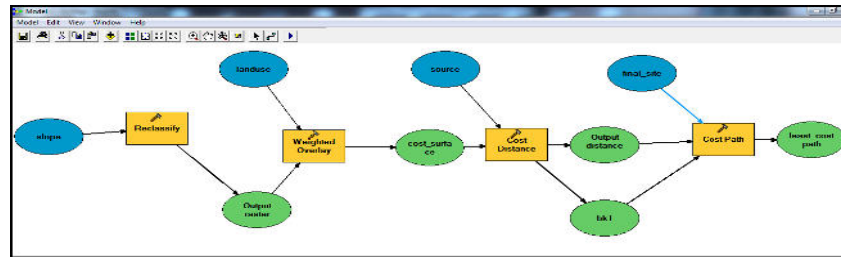 Model
Model Edit View Window Help
landuse
source
final_site
slope
Reclassify
Weighted
Overlay
cost_surfa
ce
Cost
Distance
Output
distance
Cost Path
least_cost
path
Output
raster
bk1